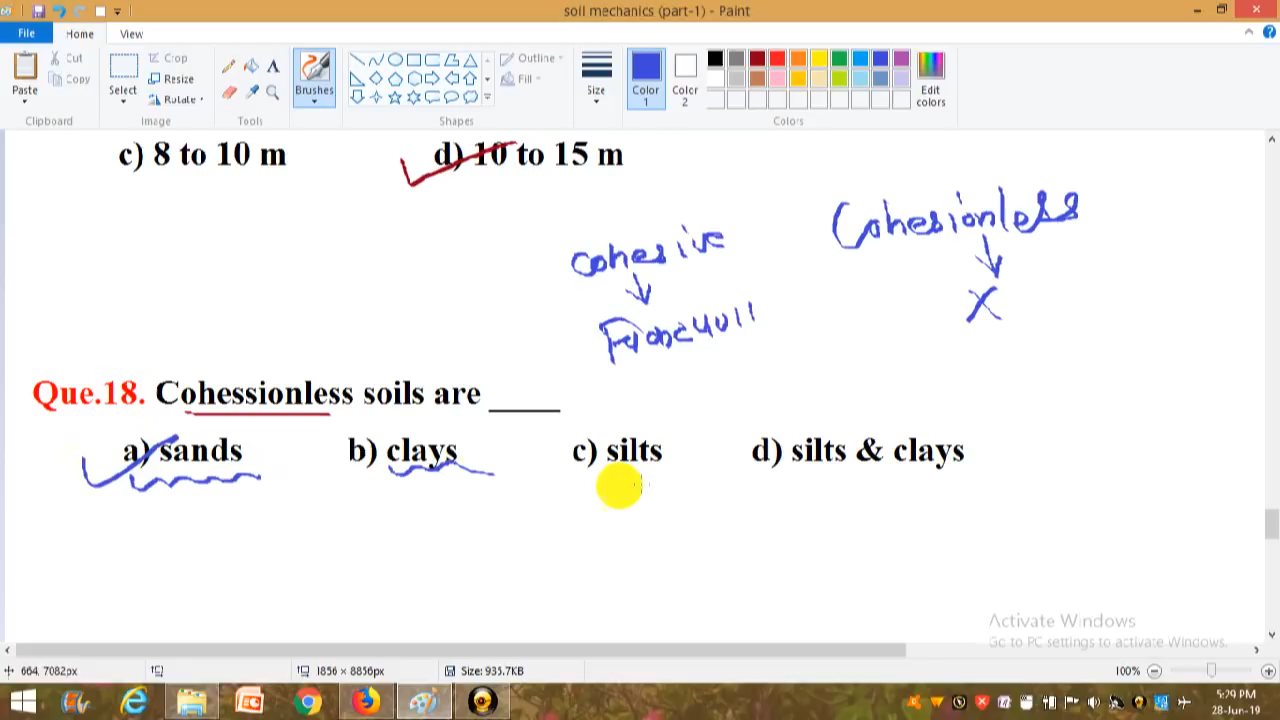 soil mechanics (part-1) - Paint
File Home View
Paste Cut Copy
Select Crop Resize Rotate
Brushes
Outline Fill
Size Color 1 Color 2 Edit colors
Clipboard Image Tools Shapes Colors
c) 8 to 10 m d) 10 to 15 m
cohesive Cohesionless
X
Que.18. Cohessionless soils are ____
a) sands b) clays c) silts d) silts & clays
Activate Windows
Go to PC settings to activate Windows.
664, 7082px 1856 × 8856px Size: 935.7KB 100%
5:29 PM
28-Jun-19